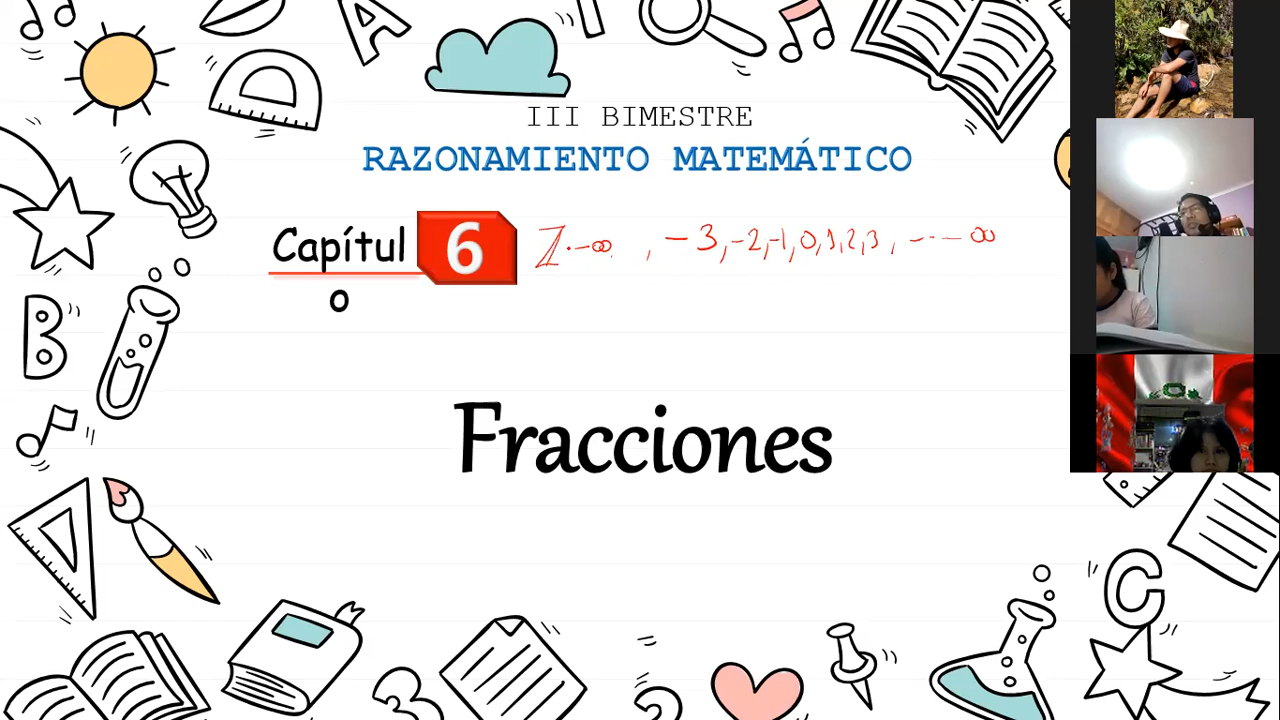 III BIMESTRE
RAZONAMIENTO MATEMÁTICO
Capítul
o
6
ℤ: -∞ , -3,-2,-1,0,1,2,3, ---- ∞
Fracciones
A
B
C